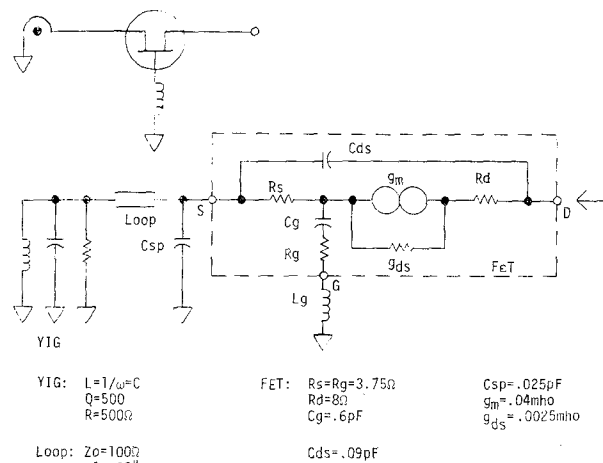 Cds
Rs
gm
Rd
S
D
Loop
Csp
Cg
Rg
gds
FET
G
Lg
YIG
YIG: L=1/ω=C
Q=500
R=500Ω
Loop: Zo=100Ω
FET: Rs=Rg=3.75Ω
Rd=8Ω
Cg=.6pF
Cds=.09pF
Csp=.025pF
gm=.04mho
gds=.0025mho